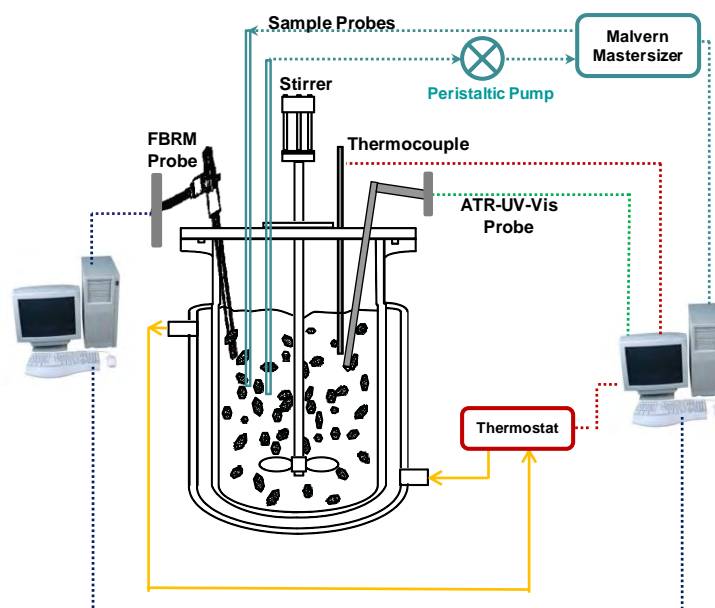 Sample Probes
Malvern
Mastersizer
Stirrer
Peristaltic Pump
FBRM
Probe
Thermocouple
ATR-UV-Vis
Probe
Thermostat